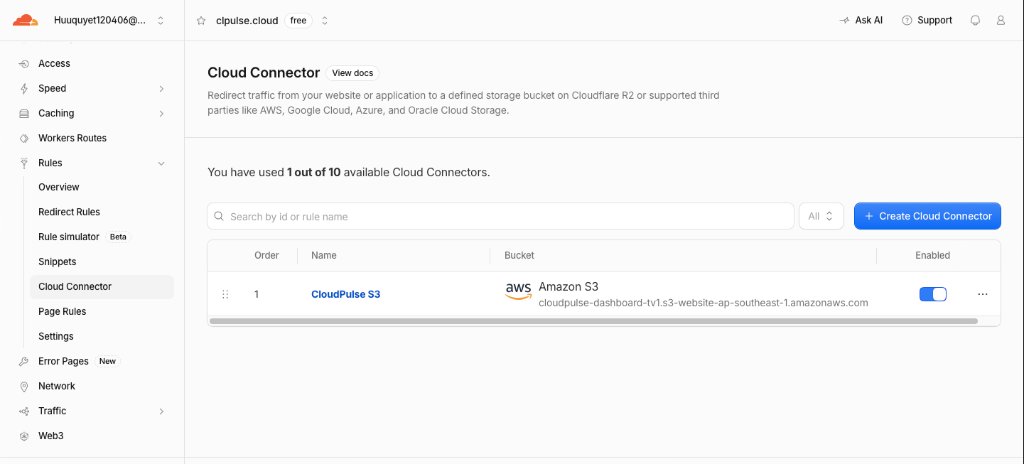 Huuquyet120406@...
clpulse.cloud
free
Ask AI
Support
Access
Speed
Caching
Workers Routes
Rules
Overview
Redirect Rules
Rule simulator Beta
Snippets
Cloud Connector
Page Rules
Settings
Error Pages New
Network
Traffic
Web3
Cloud Connector View docs
Redirect traffic from your website or application to a defined storage bucket on Cloudflare R2 or supported third
parties like AWS, Google Cloud, Azure, and Oracle Cloud Storage.
You have used 1 out of 10 available Cloud Connectors.
Search by id or rule name
All
+ Create Cloud Connector
Order Name Bucket Enabled
1 CloudPulse S3 aws Amazon S3
cloudpulse-dashboard-tv1.s3-website-ap-southeast-1.amazonaws.com